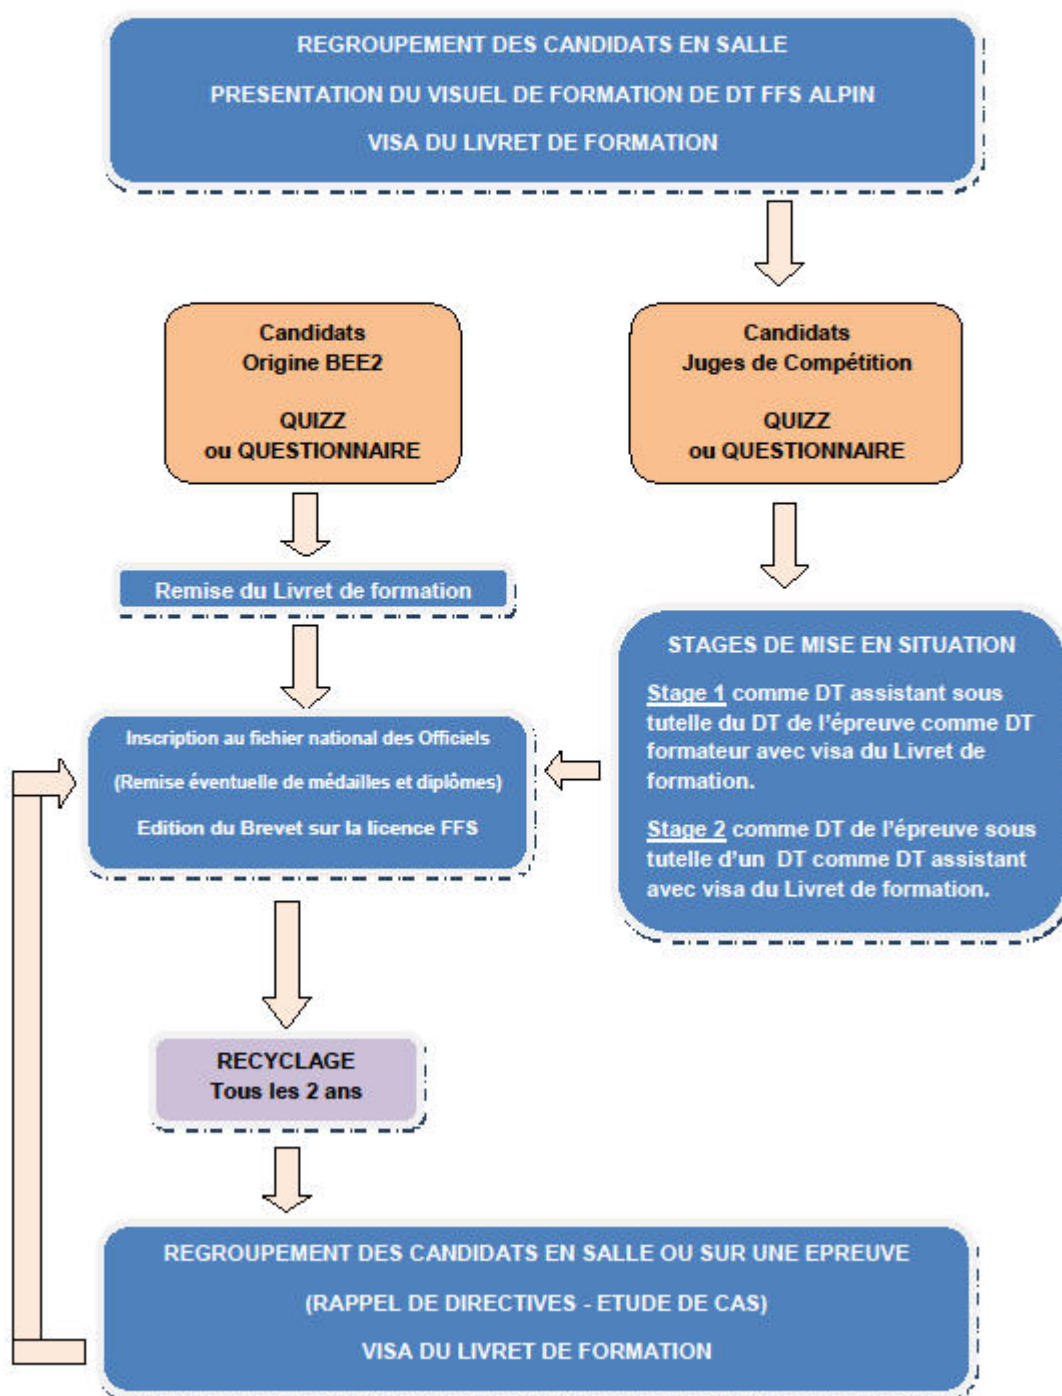 REGROUPEMENT DES CANDIDATS EN SALLE
PRESENTATION DU VISUEL DE FORMATION DE DT FFS ALPIN
VISA DU LIVRET DE FORMATION
Candidats
Origine BEE2
QUIZZ
ou QUESTIONNAIRE
Candidats
Juges de Compétition
QUIZZ
ou QUESTIONNAIRE
Remise du Livret de formation
STAGES DE MISE EN SITUATION
Stage 1 comme DT assistant sous
tutelle du DT de l'épreuve comme DT
formateur avec visa du Livret de
formation.
Stage 2 comme DT de l'épreuve sous
tutelle d'un DT comme DT assistant
avec visa du Livret de formation.
Inscription au fichier national des Officiels
(Remise éventuelle de médailles et diplômes)
Edition du Brevet sur la licence FFS
RECYCLAGE
Tous les 2 ans
REGROUPEMENT DES CANDIDATS EN SALLE OU SUR UNE EPREUVE
(RAPPEL DE DIRECTIVES - ETUDE DE CAS)
VISA DU LIVRET DE FORMATION